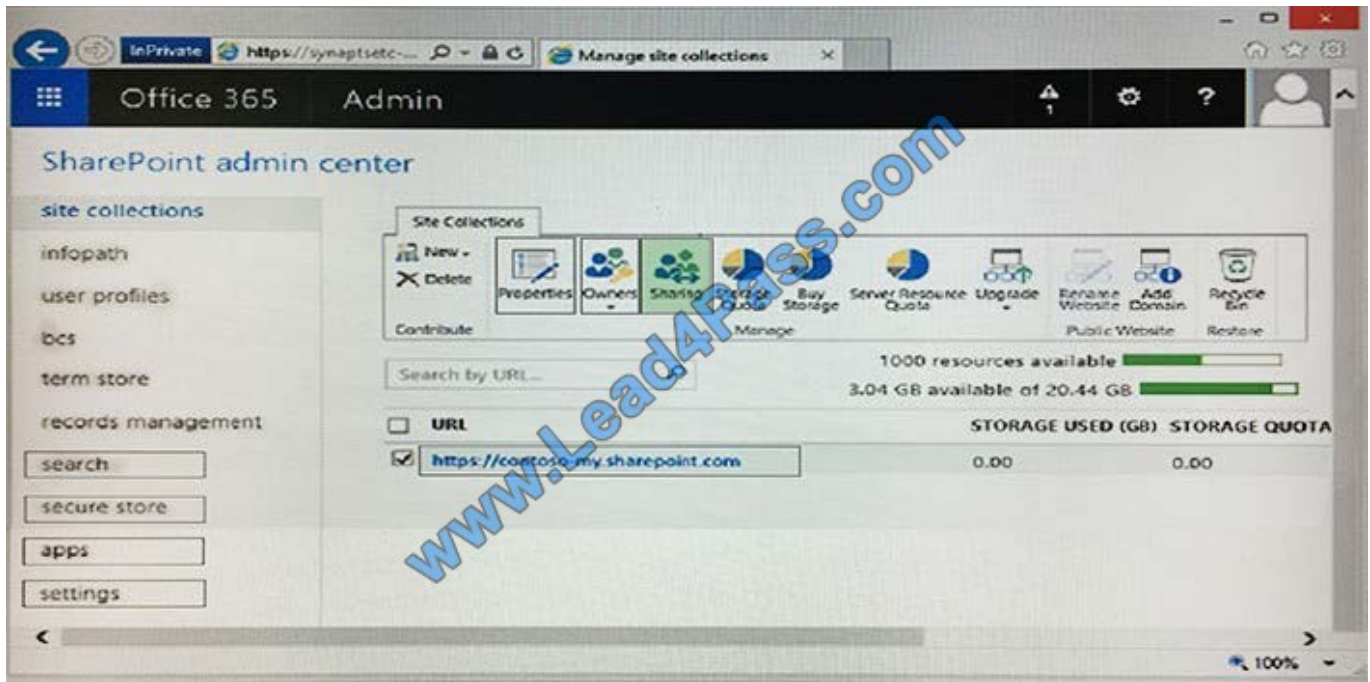 InPrivate https://synaptsetc-... Manage site collections
Office 365 Admin 1 ?
SharePoint admin center
site collections
infopath
user profiles
bcs
term store
records management
search
secure store
apps
settings
Site Collections
New
Delete
Contribute
Properties
Owners
Sharing
Storage Quota
Buy Storage
Server Resource Quota
Upgrade
Manage
Rename Website
Add Domain
Public Website
Recycle Bin
Restore
Search by URL...
1000 resources available
3.04 GB available of 20.44 GB
URL STORAGE USED (GB) STORAGE QUOTA
https://contoso-my.sharepoint.com 0.00 0.00
100%
www.Lead4Pass.com